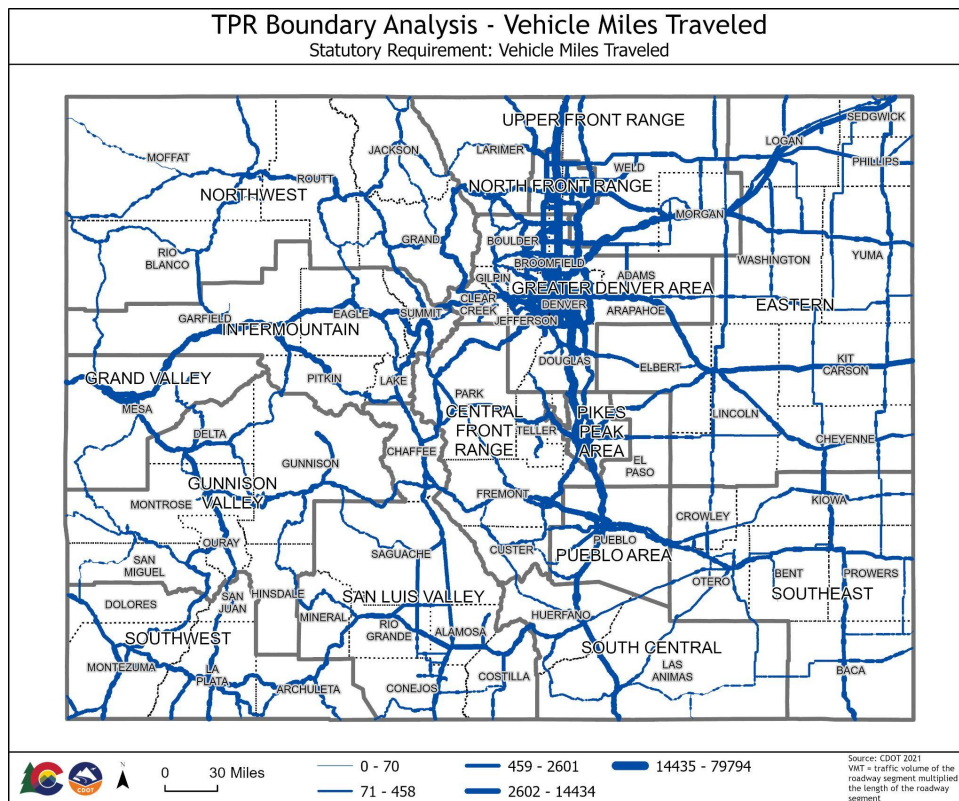 TPR Boundary Analysis - Vehicle Miles Traveled
Statutory Requirement: Vehicle Miles Traveled
SEDGWICK
UPPER FRONT RANGE
LOGAN
JACKSON
LARIMER
MOFFAT
WELD
PHILLIPS
ROUTT
NORTHWEST
NORTH FRONT RANGE
MORGAN
GRAND
BOULDER
RIO
BLANCO
BROOMFIELD
WASHINGTON
YUMA
GILPIN
ADAMS
GREATER DENVER AREA
CLEAR
CREEK
DENVER
EASTERN
GARFIELD
EAGLE
SUMMIT
ARAPAHOE
JEFFERSON
INTERMOUNTAIN
DOUGLAS
ELBERT
KIT
CARSON
GRAND VALLEY
PITKIN
LAKE
PARK
MESA
CENTRAL
FRONT
RANGE
PIKES
PEAK
AREA
LINCOLN
TELLER
DELTA
CHEYENNE
CHAFFEE
GUNNISON
EL
PASO
GUNNISON
VALLEY
MONTROSE
FREMONT
KIOWA
CROWLEY
OURAY
PUEBLO
SAGUACHE
CUSTER
PUEBLO AREA
SAN
MIGUEL
OTERO
BENT
PROWERS
HINSDALE
SAN
JUAN
SAN LUIS VALLEY
SOUTHEAST
DOLORES
MINERAL
HUERFANO
RIO
GRANDE
ALAMOSA
SOUTHWEST
SOUTH CENTRAL
MONTEZUMA
LA
PLATA
COSTILLA
LAS
ANIMAS
BACA
ARCHULETA
CONEJOS
CDOT
N
0 30 Miles
0 - 70
71 - 458
459 - 2601
2602 - 14434
14435 - 79794
Source: CDOT 2021
VMT = traffic volume of the
roadway segment multiplied
the length of the roadway
segment